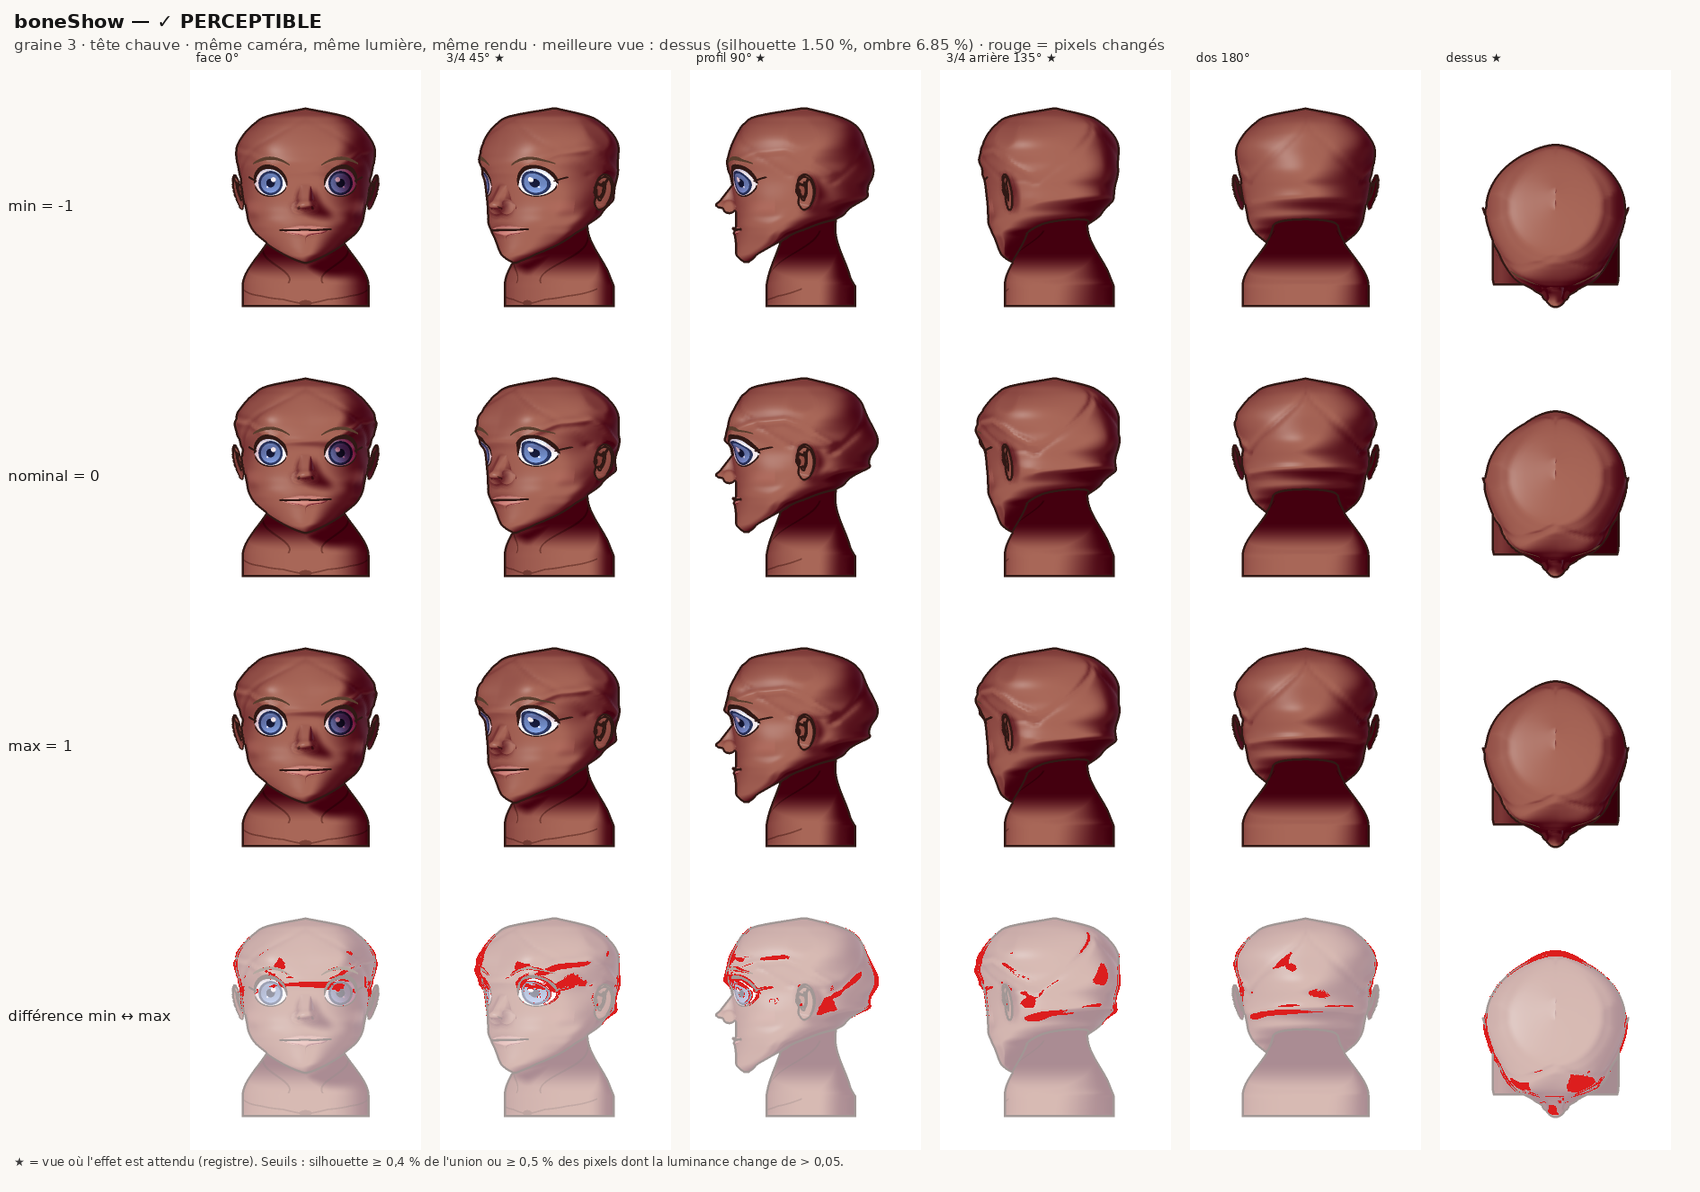 boneShow — ✓ PERCEPTIBLE
graine 3 · tête chauve · même caméra, même lumière, même rendu · meilleure vue : dessus (silhouette 1.50 %, ombre 6.85 %) · rouge = pixels changés
face 0° 3/4 45° ★ profil 90° ★ 3/4 arrière 135° ★ dos 180° dessus ★
min = -1
nominal = 0
max = 1
différence min ↔ max
★ = vue où l'effet est attendu (registre). Seuils : silhouette ≥ 0,4 % de l'union ou ≥ 0,5 % des pixels dont la luminance change de > 0,05.